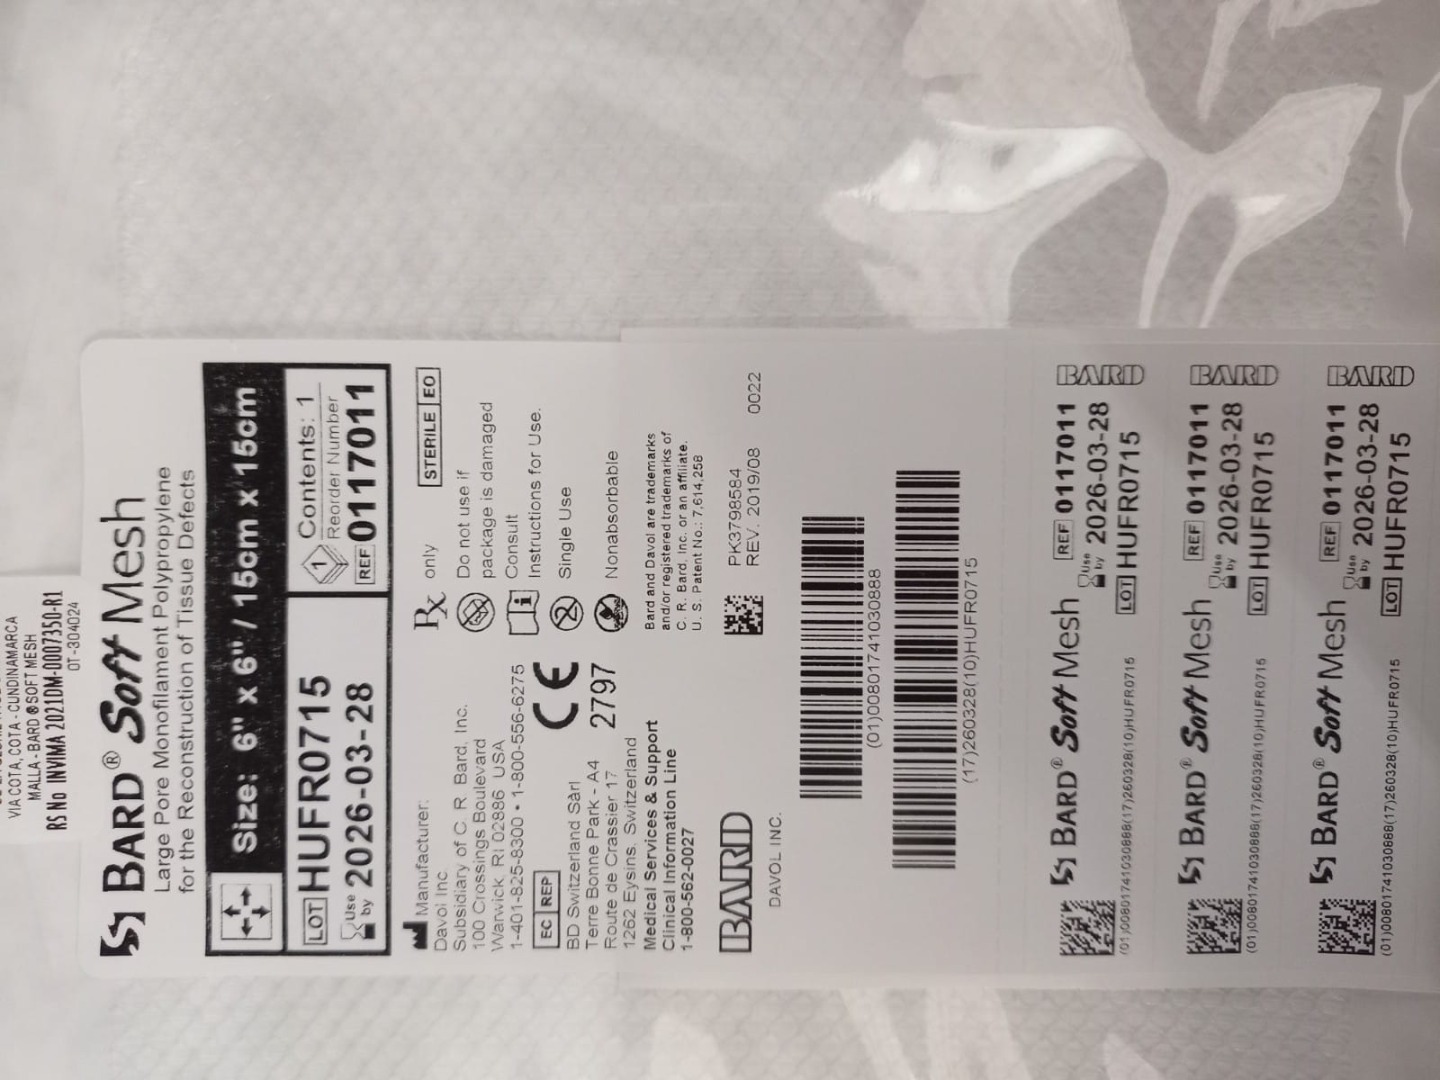 VIA COTA, COTA - CUNDINAMARCA
MALLA - BARD ® SOFT MESH
RS No INVIMA 2021DM-0007350-R1
OT-304024
BARD® Soft Mesh
Large Pore Monofilament Polypropylene
for the Reconstruction of Tissue Defects
Size: 6" x 6" / 15cm x 15cm
LOT HUFR0715
Use by 2026-03-28
1 Contents: 1
Reorder Number
REF 0117011
Manufacturer:
Davol Inc.
Subsidiary of C. R. Bard, Inc.
100 Crossings Boulevard
Warwick, RI 02886 USA
1-401-825-8300 • 1-800-556-6275
EC REP
BD Switzerland Sàrl
Terre Bonne Park - A4
Route de Crassier 17
1262 Eysins, Switzerland
CE
2797
Medical Services & Support
Clinical Information Line
1-800-562-0027
Rx only
STERILE EO
Do not use if
package is damaged
Consult
Instructions for Use.
2 Single Use
Nonabsorbable
Bard and Davol are trademarks
and/or registered trademarks of
C. R. Bard, Inc. or an affiliate.
U. S. Patent No.: 7,614,258
BARD
DAVOL INC.
PK3798584
REV. 2019/08 0022
(01)00801741030888
(17)260328(10)HUFR0715
BARD® Soft Mesh
REF 0117011
Use by 2026-03-28
LOT HUFR0715
BARD
(01)00801741030888(17)260328(10)HUFR0715
BARD® Soft Mesh
REF 0117011
Use by 2026-03-28
LOT HUFR0715
BARD
(01)00801741030888(17)260328(10)HUFR0715
BARD® Soft Mesh
REF 0117011
Use by 2026-03-28
LOT HUFR0715
BARD
(01)00801741030888(17)260328(10)HUFR0715